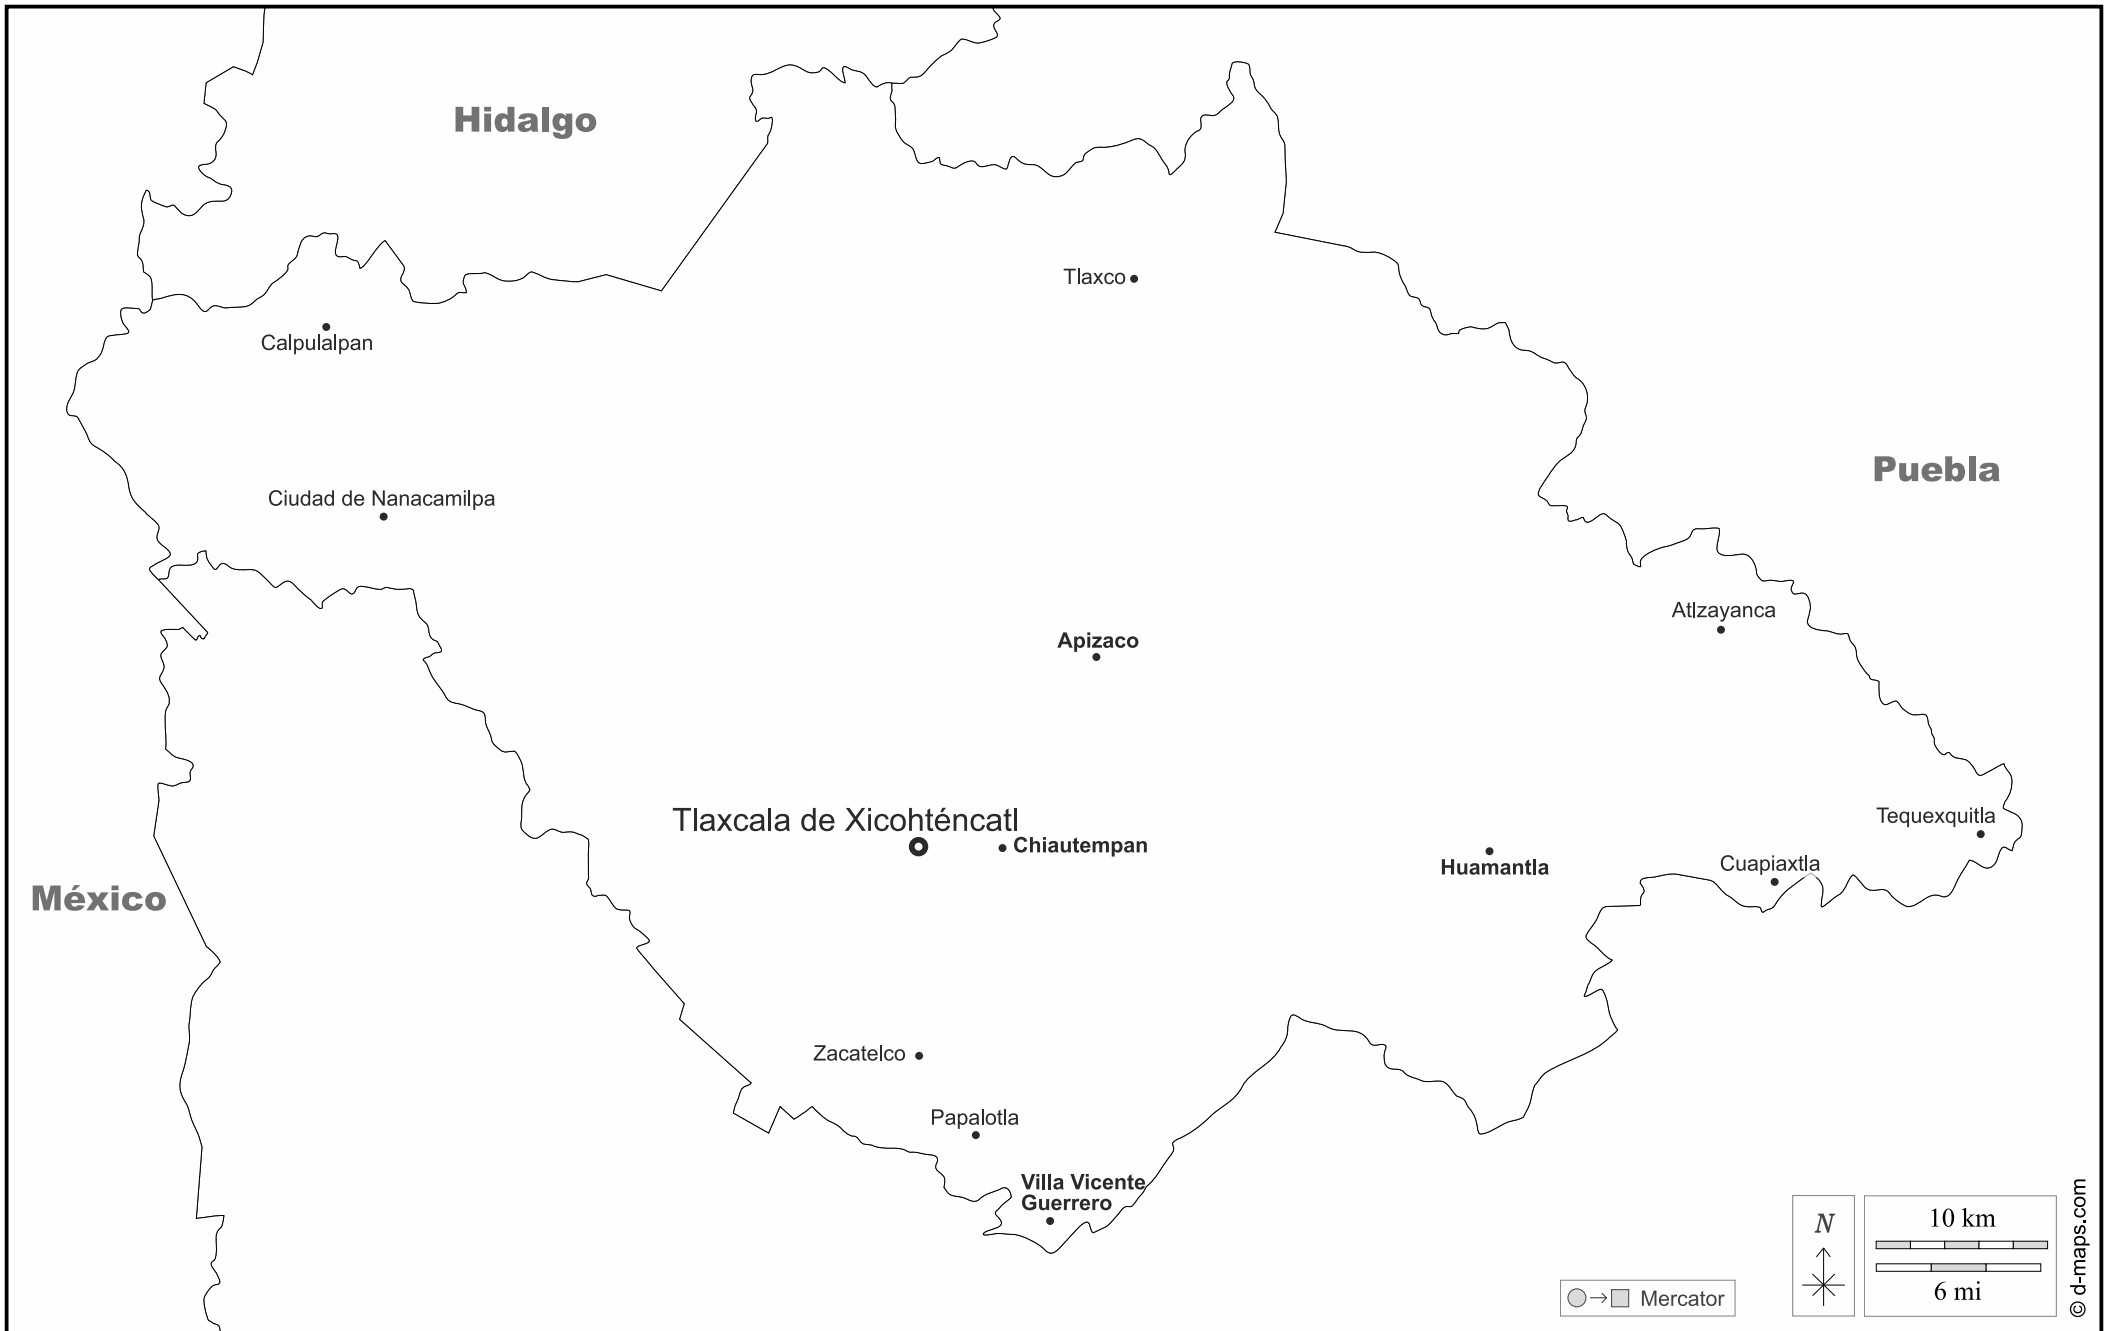 Hidalgo
Tlaxco
Calpulalpan
Puebla
Ciudad de Nanacamilpa
Atlzayanca
Apizaco
Tlaxcala de Xicohténcatl
Tequexquitla
Chiautempan
Huamantla
Cuapiaxtla
México
Zacatelco
Papalotla
Villa Vicente
Guerrero
N
10 km
6 mi
Mercator
© d-maps.com